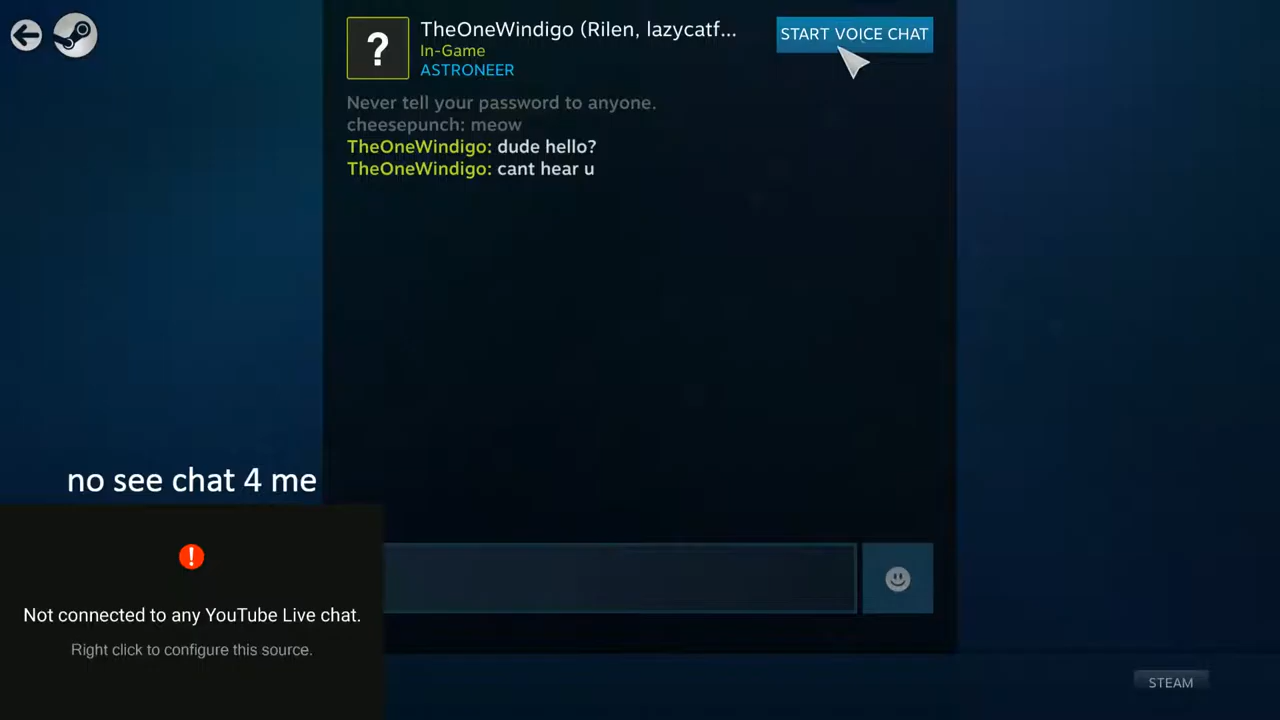 TheOneWindigo (Rilen, lazycatf...
In-Game
ASTRONEER
START VOICE CHAT
Never tell your password to anyone.
cheesepunch: meow
TheOneWindigo: dude hello?
TheOneWindigo: cant hear u
no see chat 4 me
Not connected to any YouTube Live chat.
Right click to configure this source.
STEAM